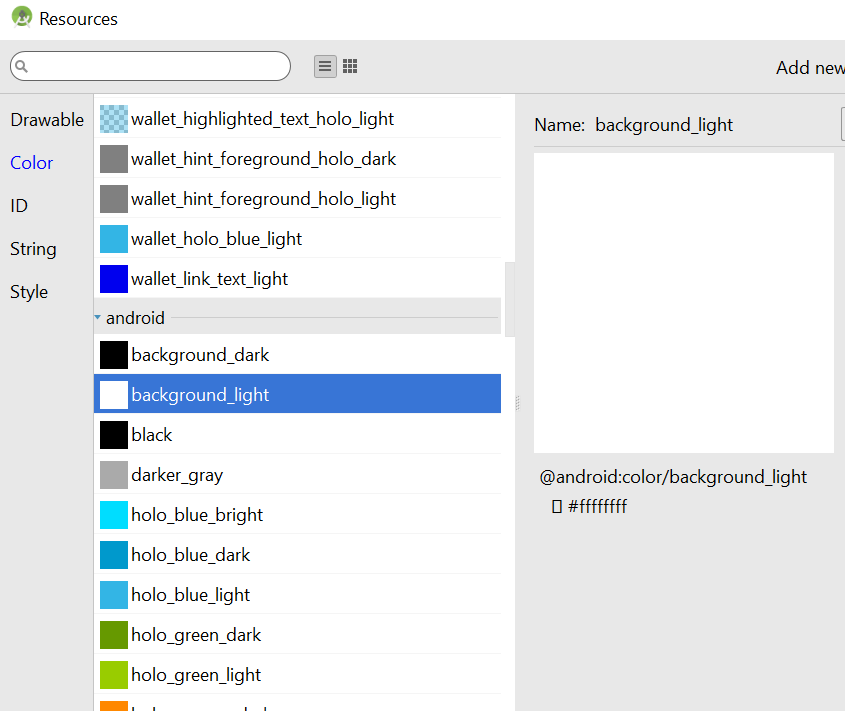 Resources
Add new
Drawable
Color
ID
String
Style
wallet_highlighted_text_holo_light
wallet_hint_foreground_holo_dark
wallet_hint_foreground_holo_light
wallet_holo_blue_light
wallet_link_text_light
android
background_dark
background_light
black
darker_gray
holo_blue_bright
holo_blue_dark
holo_blue_light
holo_green_dark
holo_green_light
Name: background_light
@android:color/background_light
#ffffffff